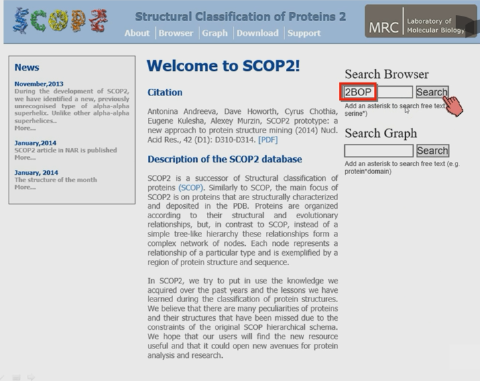 SCOP2
Structural Classification of Proteins 2
About | Browser | Graph | Download | Support
MRC | Laboratory of
Molecular Biology
News
November,2013
During the development of SCOP2,
we have identified a new, previously
unrecognised type of alpha-alpha
superhelix. Unlike other alpha-alpha
superhelices...
More...
January,2014
SCOP2 article in NAR is published
More...
January, 2014
The structure of the month
More...
Welcome to SCOP2!
Citation
Antonina Andreeva, Dave Howorth, Cyrus Chothia,
Eugene Kulesha, Alexey Murzin, SCOP2 prototype: a
new approach to protein structure mining (2014) Nucl.
Acid Res., 42 (D1): D310-D314. [PDF]
Description of the SCOP2 database
SCOP2 is a successor of Structural classification of
proteins (SCOP). Similarly to SCOP, the main focus of
SCOP2 is on proteins that are structurally characterized
and deposited in the PDB. Proteins are organized
according to their structural and evolutionary
relationships, but, in contrast to SCOP, instead of a
simple tree-like hierarchy these relationships form a
complex network of nodes. Each node represents a
relationship of a particular type and is exemplified by a
region of protein structure and sequence.
In SCOP2, we try to put in use the knowledge we
acquired over the past years and the lessons we have
learned during the classification of protein structures.
We believe that there are many peculiarities of proteins
and their structures that have been missed due to the
constraints of the original SCOP hierarchical schema.
We hope that our users will find the new resource
useful and that it could open new avenues for protein
analysis and research.
Search Browser
2BOP Search
Add an asterisk to search free text
serine*)
Search Graph
Search
Add an asterisk to search free text (e.g.
protein*domain)